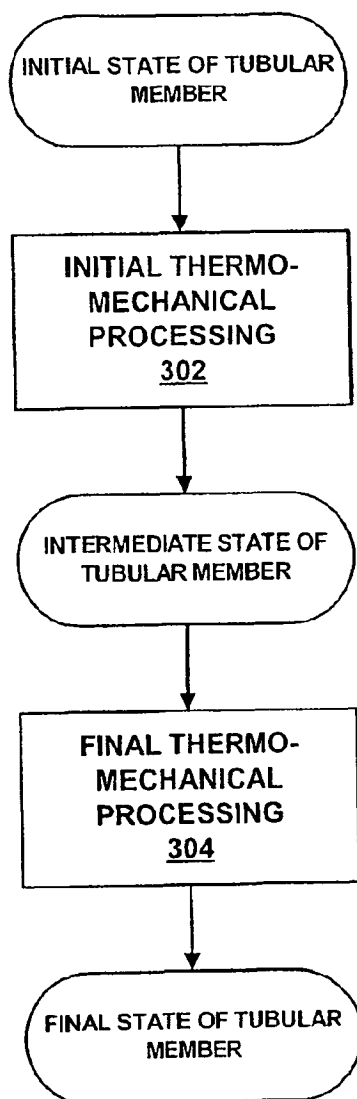 INITIAL STATE OF TUBULAR
MEMBER
INITIAL THERMO-
MECHANICAL
PROCESSING
302
INTERMEDIATE STATE OF
TUBULAR MEMBER
FINAL THERMO-
MECHANICAL
PROCESSING
304
FINAL STATE OF TUBULAR
MEMBER